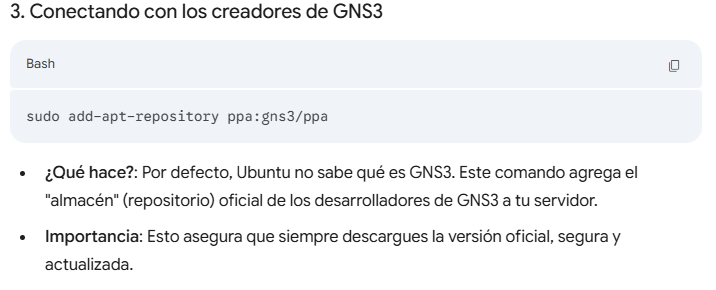 3. Conectando con los creadores de GNS3
Bash
sudo add-apt-repository ppa:gns3/ppa
• ¿Qué hace?: Por defecto, Ubuntu no sabe qué es GNS3. Este comando agrega el
"almacén" (repositorio) oficial de los desarrolladores de GNS3 a tu servidor.
• Importancia: Esto asegura que siempre descargues la versión oficial, segura y
actualizada.